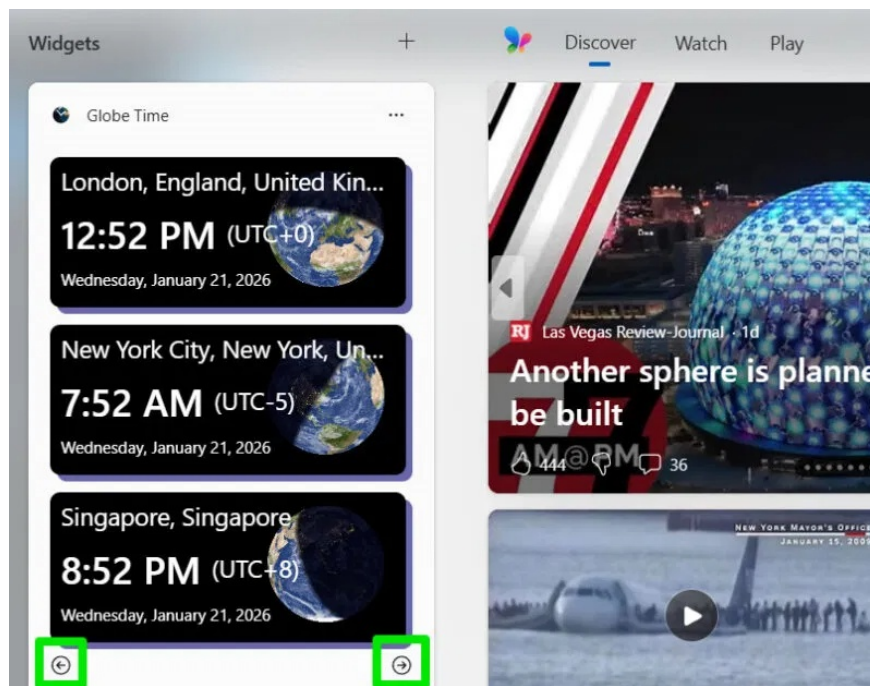 Widgets
Globe Time
London, England, United Kin...
12:52 PM (UTC+0)
Wednesday, January 21, 2026
New York City, New York, Un...
7:52 AM (UTC-5)
Wednesday, January 21, 2026
Singapore, Singapore
8:52 PM (UTC+8)
Wednesday, January 21, 2026
Discover Watch Play
RJ Las Vegas Review-Journal · 1d
Another sphere is planne
be built
AM@PM
444 36
NEW YORK MAYOR'S OFFICE
JANUARY 15, 2009